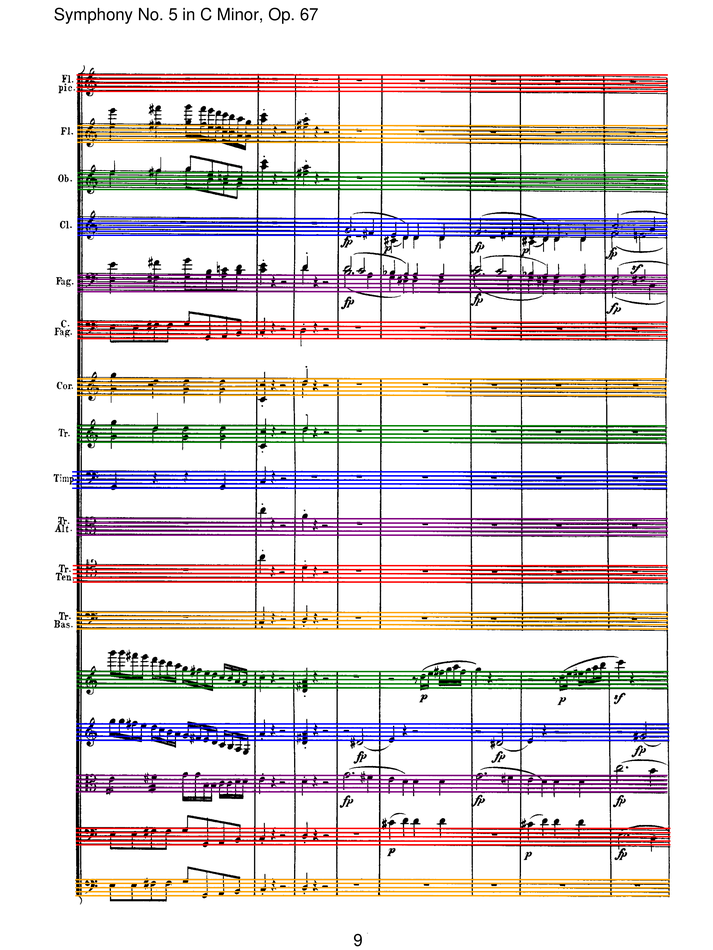 Symphony No. 5 in C Minor, Op. 67
Fl.
pic.
Fl.
Ob.
Cl.
fp
p
fp
p
fp
Fag.
sf
fp
fp
fp
C.
Fag.
Cor.
Tr.
Timp
Tr.
Alt.
Tr.
Ten
Tr.
Bas.
p
p
sf
fp
fp
fp
fp
fp
fp
p
p
fp
9